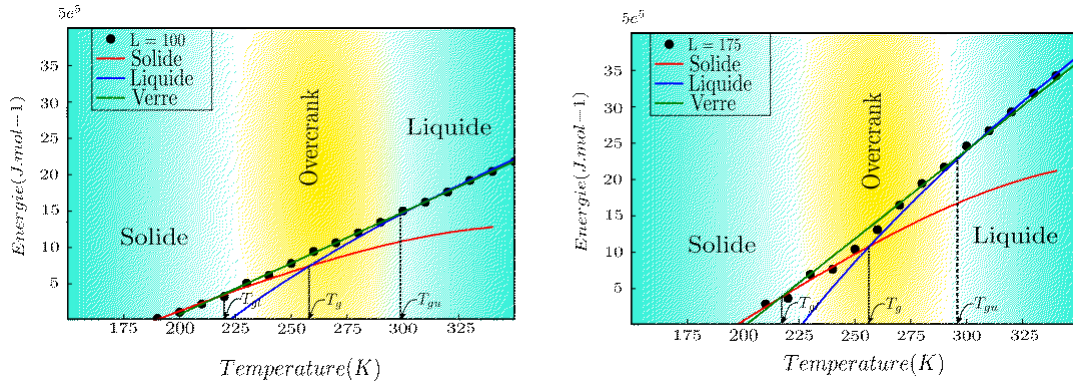 5e⁵
Energie(J.mol−1)
35
30
25
20
15
10
5
L = 100
Solide
Liquide
Verre
Overcrank
Liquide
Solide
T_gl
T_g
T_gu
175
200
225
250
275
300
325
Temperature(K)
5e⁵
Energie(J.mol−1)
35
30
25
20
15
10
5
L = 175
Solide
Liquide
Verre
Overcrank
Solide
Liquide
T_g
T_gu
175
200
225
250
275
300
325
Temperature(K)